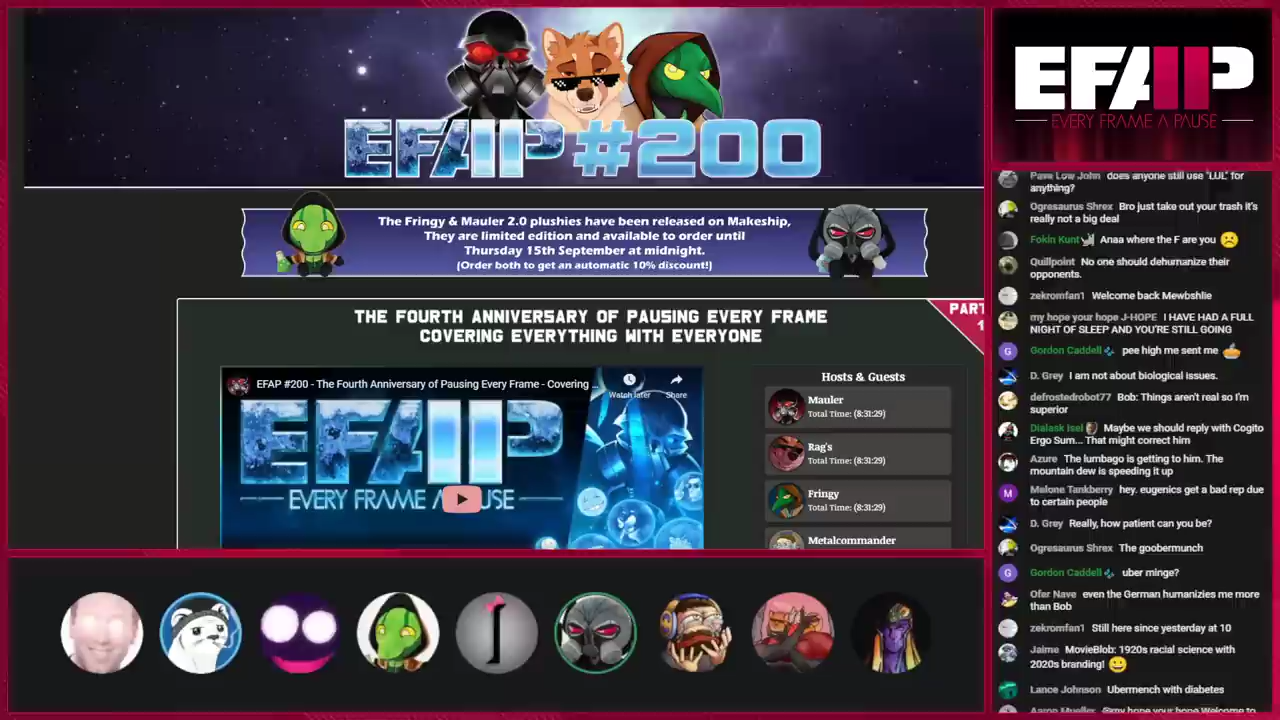 EFAP #200
The Fringy & Mauler 2.0 plushies have been released on Makeship,
They are limited edition and available to order until
Thursday 15th September at midnight.
(Order both to get an automatic 10% discount!)
THE FOURTH ANNIVERSARY OF PAUSING EVERY FRAME
COVERING EVERYTHING WITH EVERYONE
PART
1
EFAP #200 - The Fourth Anniversary of Pausing Every Frame - Covering ...
Watch later
Share
EFAP
EVERY FRAME A PAUSE
Hosts & Guests
Mauler
Total Time: (8:31:29)
Rag's
Total Time: (8:31:29)
Fringy
Total Time: (8:31:29)
Metalcommander
EFAP
EVERY FRAME A PAUSE
Paww Low John does anyone still use "LUL" for
anything?
Ogresaurus Shrex Bro just take out your trash it's
really not a big deal
Fokin Kunt Anaa where the F are you
Quillpoint No one should dehumanize their
opponents.
zekromfan1 Welcome back Mewbshlie
my hope your hope J-HOPE I HAVE HAD A FULL
NIGHT OF SLEEP AND YOU'RE STILL GOING
Gordon Caddell pee high me sent me
D. Grey I am not about biological issues.
defrostedrobot77 Bob: Things aren't real so I'm
superior
Dialask Isel Maybe we should reply with Cogito
Ergo Sum... That might correct him
Azure The lumbago is getting to him. The
mountain dew is speeding it up
Malone Tankberry hey. eugenics get a bad rep due
to certain people
D. Grey Really, how patient can you be?
Ogresaurus Shrex The goobermunch
Gordon Caddell uber minge?
Ofer Nave even the German humanizies me more
than Bob
zekromfan1 Still here since yesterday at 10
Jaime MovieBlob: 1920s racial science with
2020s branding!
Lance Johnson Ubermench with diabetes
Aaron Mueller @my hope your hope Welcome to